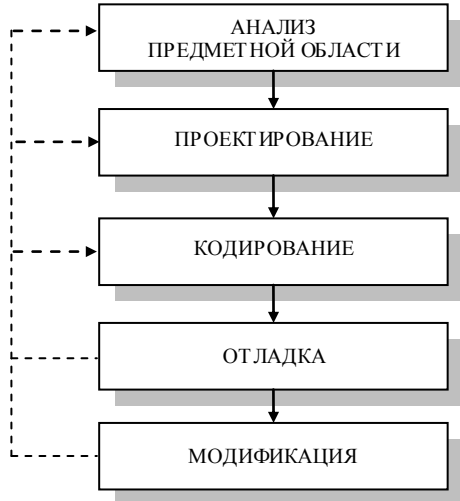 АНАЛИЗ
ПРЕДМЕТНОЙ ОБЛАСТИ
ПРОЕКТИРОВАНИЕ
КОДИРОВАНИЕ
ОТЛАДКА
МОДИФИКАЦИЯ